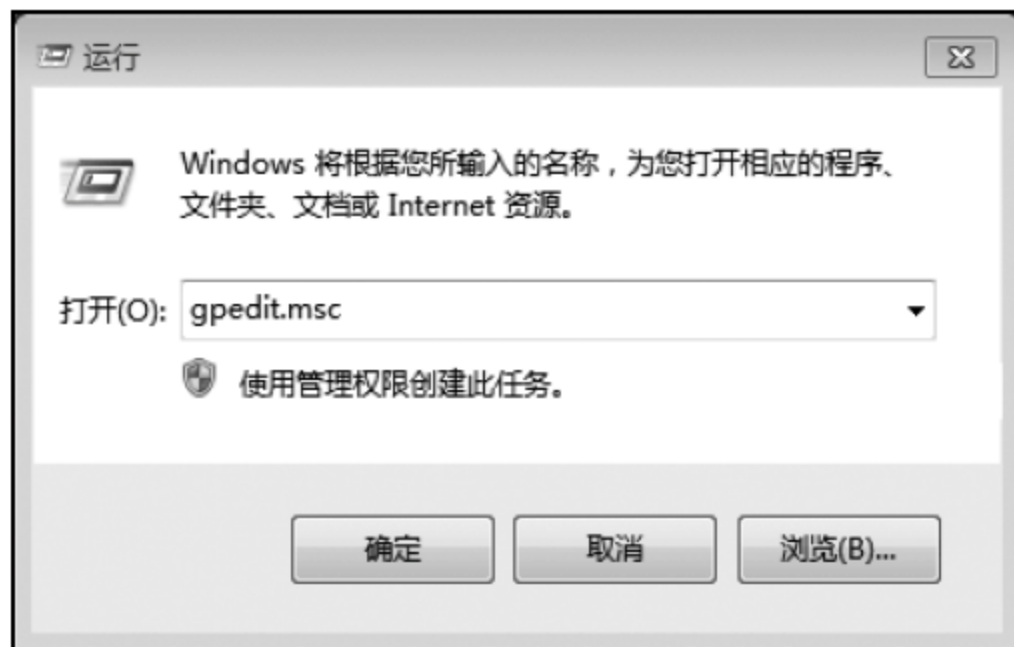 运行
Windows 将根据您所输入的名称，为您打开相应的程序、
文件夹、文档或 Internet 资源。
打开(O): gpedit.msc
使用管理权限创建此任务。
确定 取消 浏览(B)...